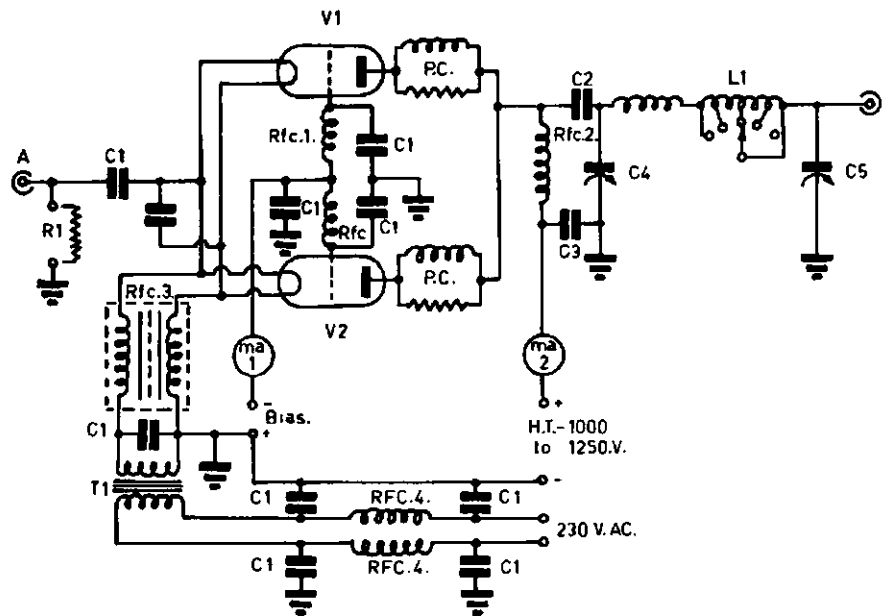 V1
P.C.
C2
L1
Rfc.1.
C1
Rfc.2.
A
C1
C4
C5
C1
Rfc
C1
R1
C3
P.C.
Rfc.3.
V2
ma
1
ma
2
-
Bias.
+
+
H.T.-1000
to 1250.V.
C1
T1
C1
RFC.4.
C1
-
230 V. AC.
C1
RFC.4.
C1